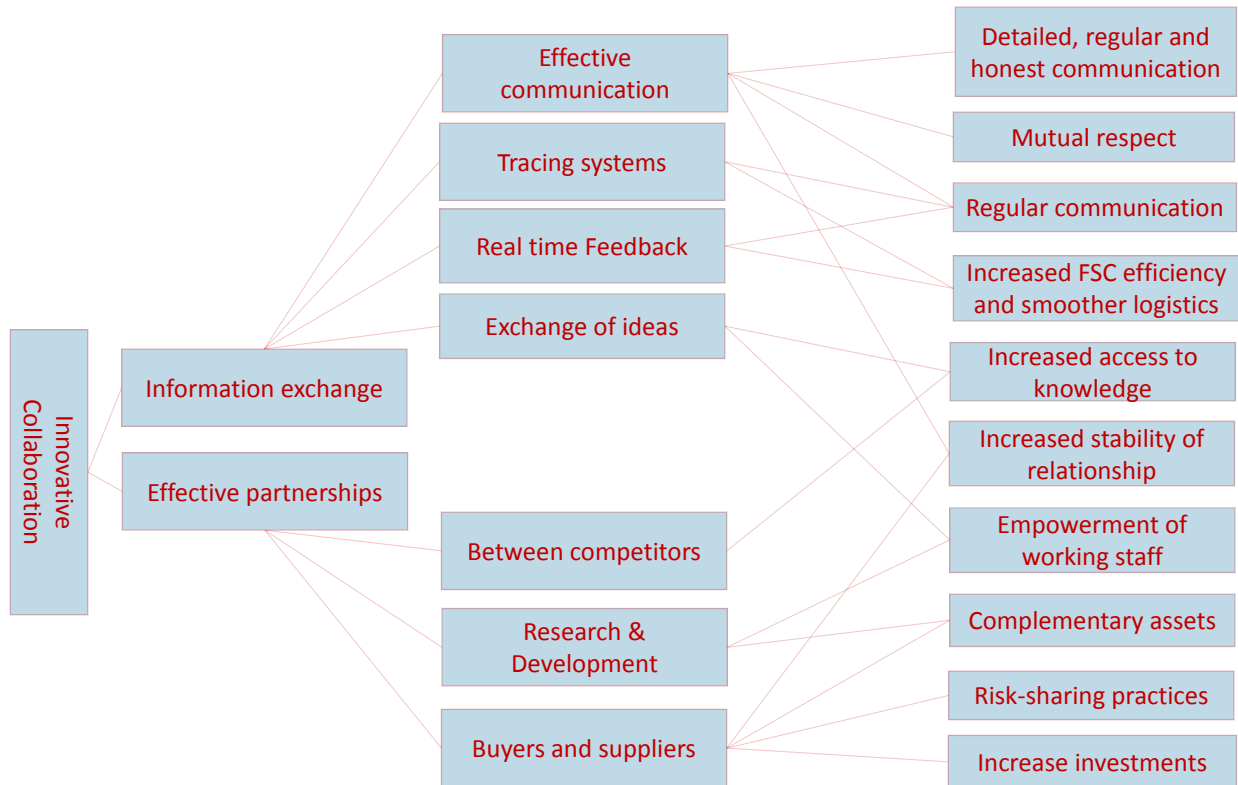 Innovative
Collaboration
Information exchange
Effective partnerships
Effective
communication
Tracing systems
Real time Feedback
Exchange of ideas
Between competitors
Research &
Development
Buyers and suppliers
Detailed, regular and
honest communication
Mutual respect
Regular communication
Increased FSC efficiency
and smoother logistics
Increased access to
knowledge
Increased stability of
relationship
Empowerment of
working staff
Complementary assets
Risk-sharing practices
Increase investments